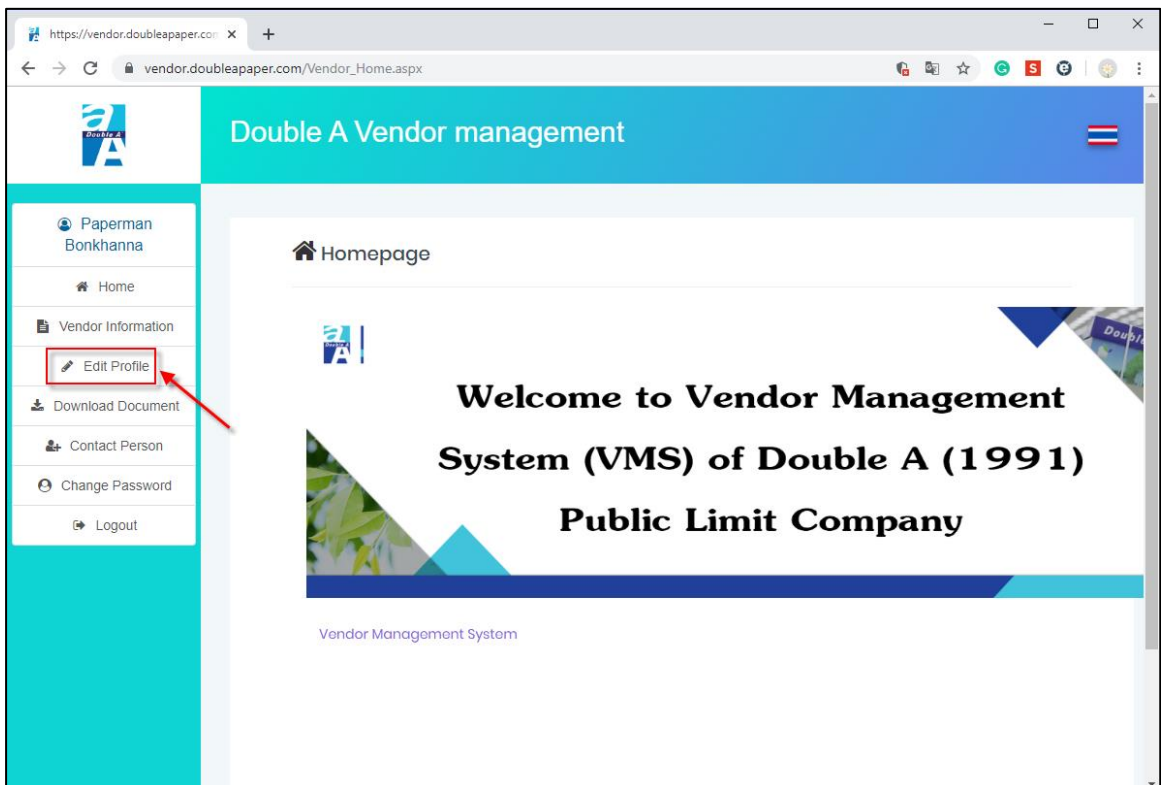 https://vendor.doubleapaper.con
vendor.doubleapaper.com/Vendor_Home.aspx
G S
Double A
Double A Vendor management
Paperman
Bonkhanna
Home
Vendor Information
Edit Profile
Download Document
Contact Person
Change Password
Logout
Homepage
Double A
Welcome to Vendor Management
System (VMS) of Double A (1991)
Public Limit Company
Vendor Management System